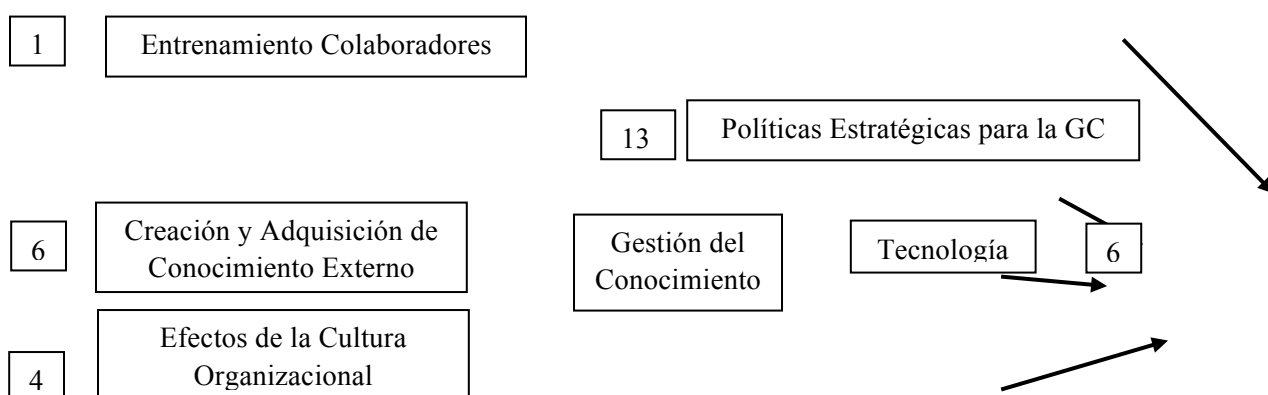 1
Entrenamiento Colaboradores
13
Políticas Estratégicas para la GC
6
Creación y Adquisición de
Conocimiento Externo
Gestión del
Conocimiento
Tecnología
6
4
Efectos de la Cultura
Organizacional